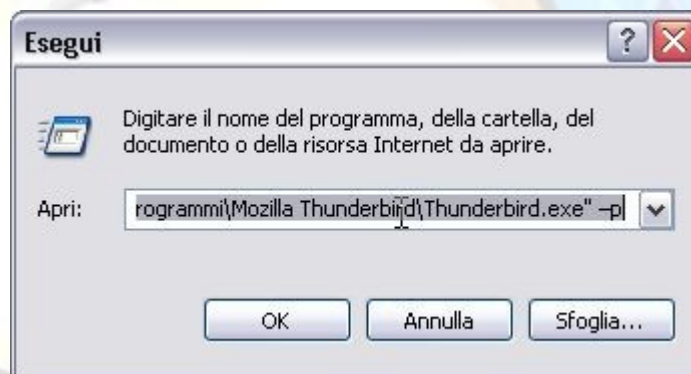 Esegui
Digitare il nome del programma, della cartella, del
documento o della risorsa Internet da aprire.
Apri: rogrammi\Mozilla Thunderbird\Thunderbird.exe" –p
OK Annulla Sfoglia...